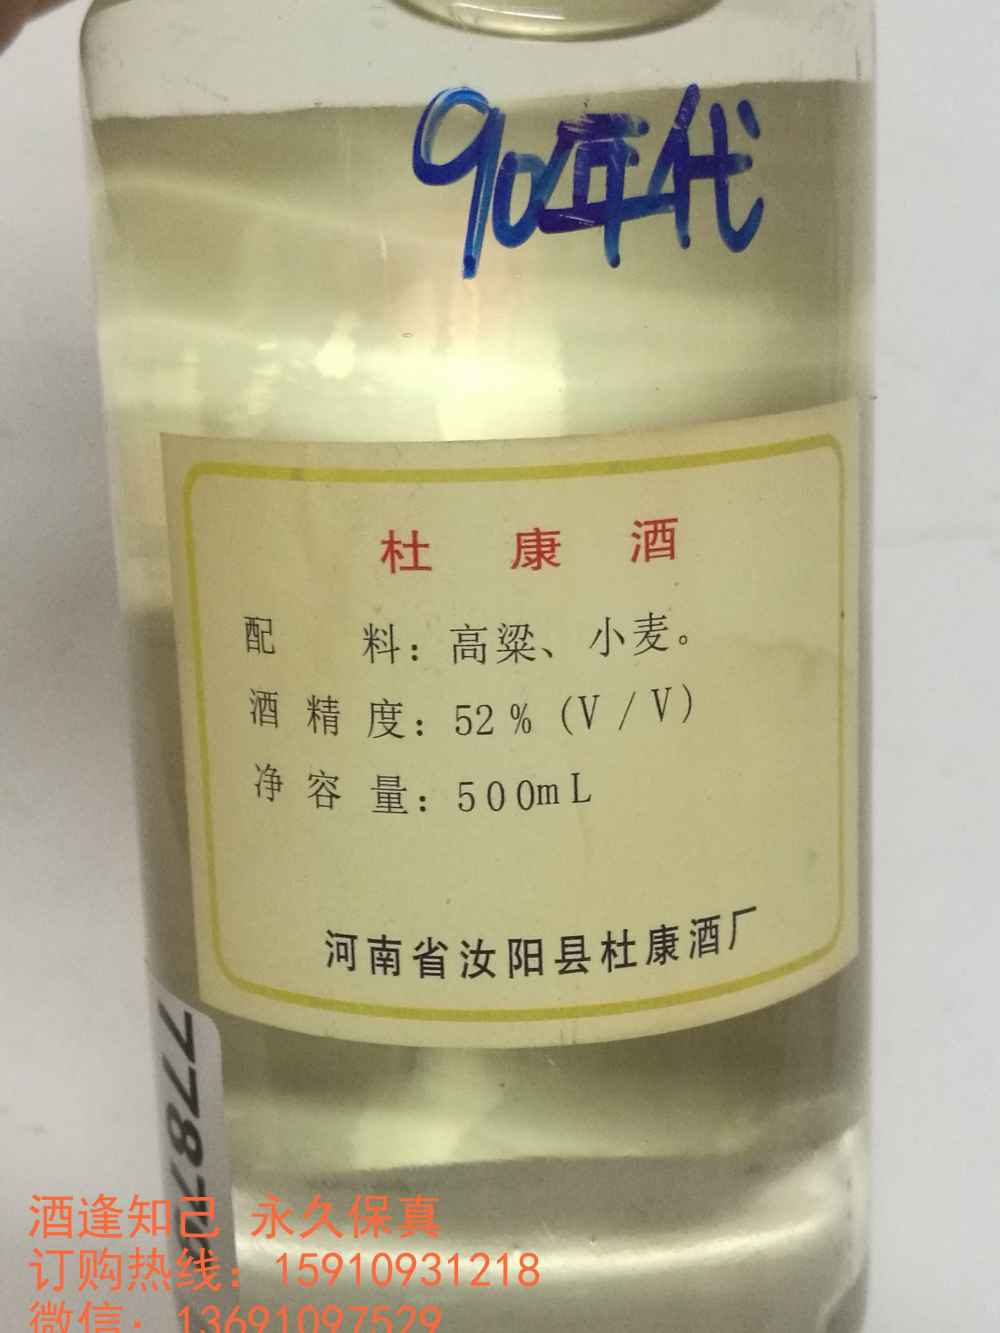 90年代
杜康酒
配料：高粱、小麦。
酒精度：52%（V/V）
净容量：500mL
河南省汝阳县杜康酒厂
酒逢知己 永久保真
订购热线：15910931218
微信：13691097529